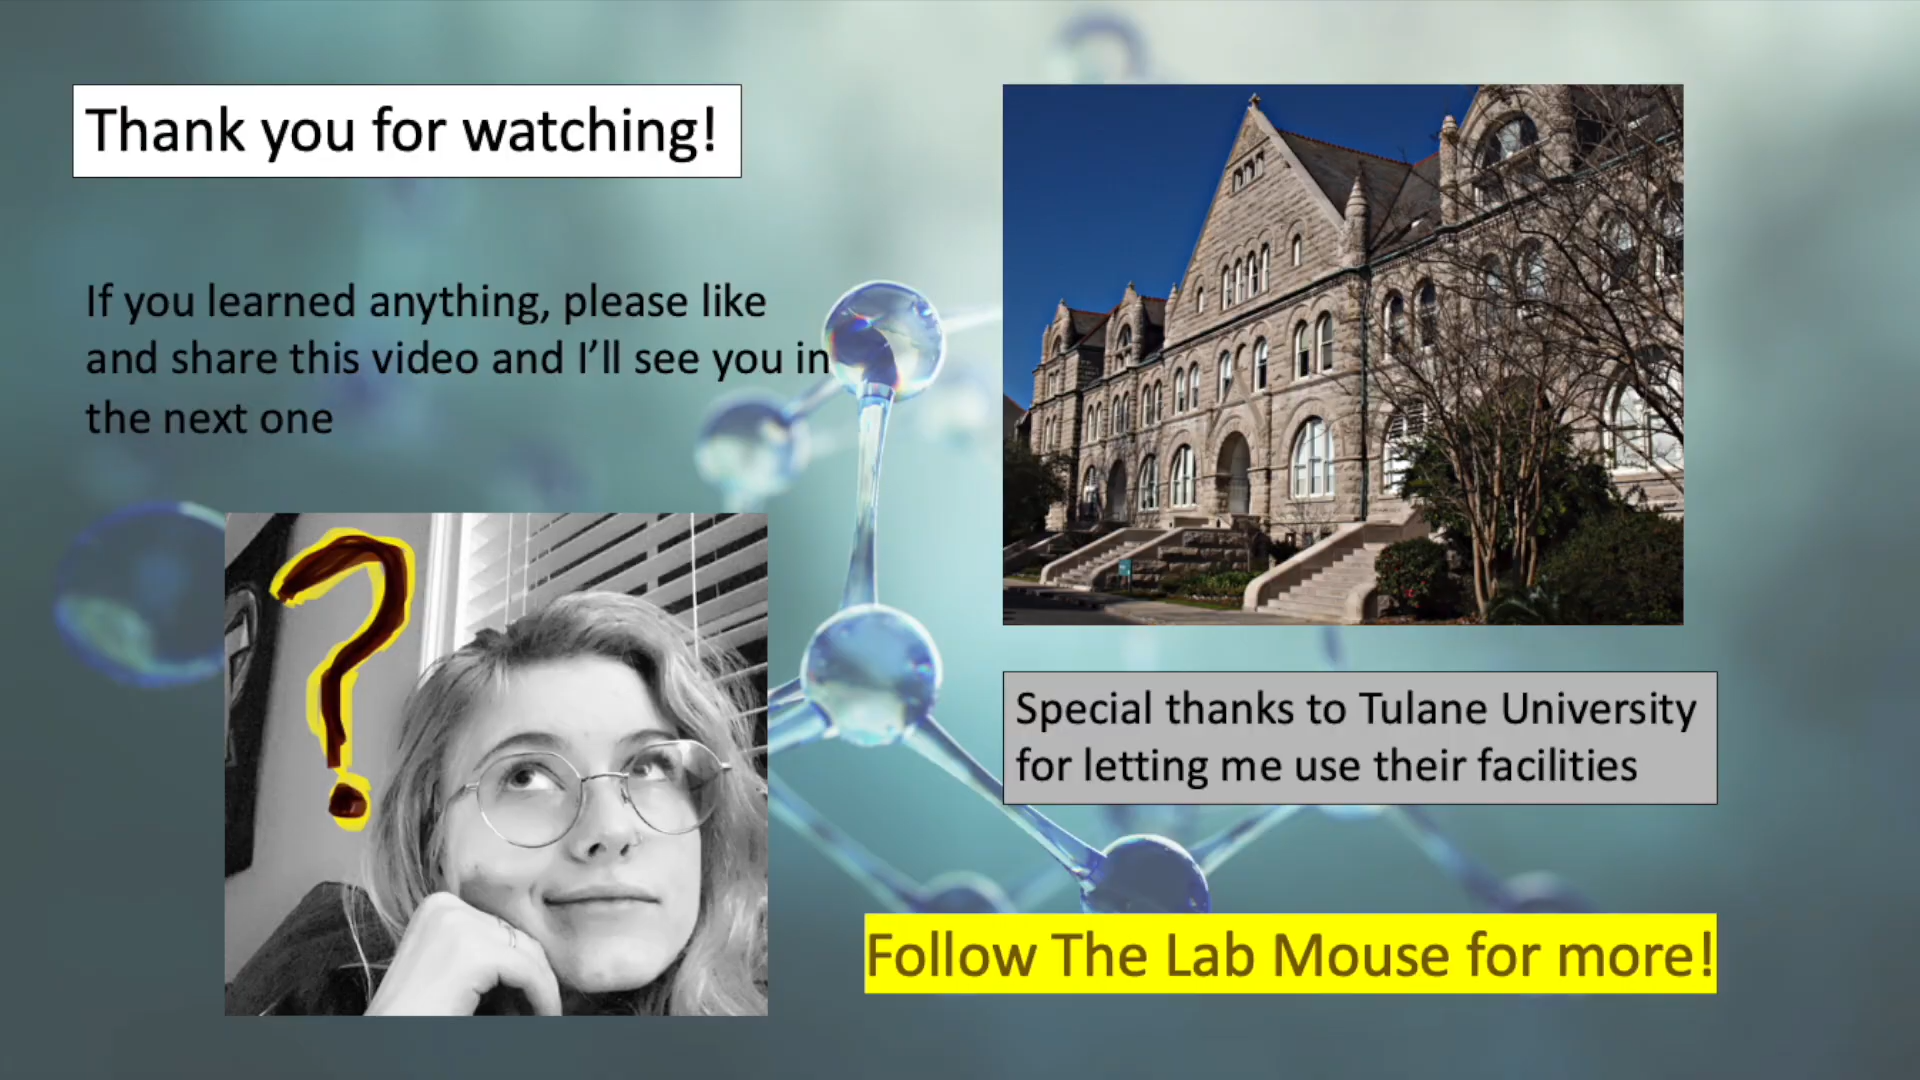 Thank you for watching!
If you learned anything, please like
and share this video and I’ll see you in
the next one
?
Special thanks to Tulane University
for letting me use their facilities
Follow The Lab Mouse for more!